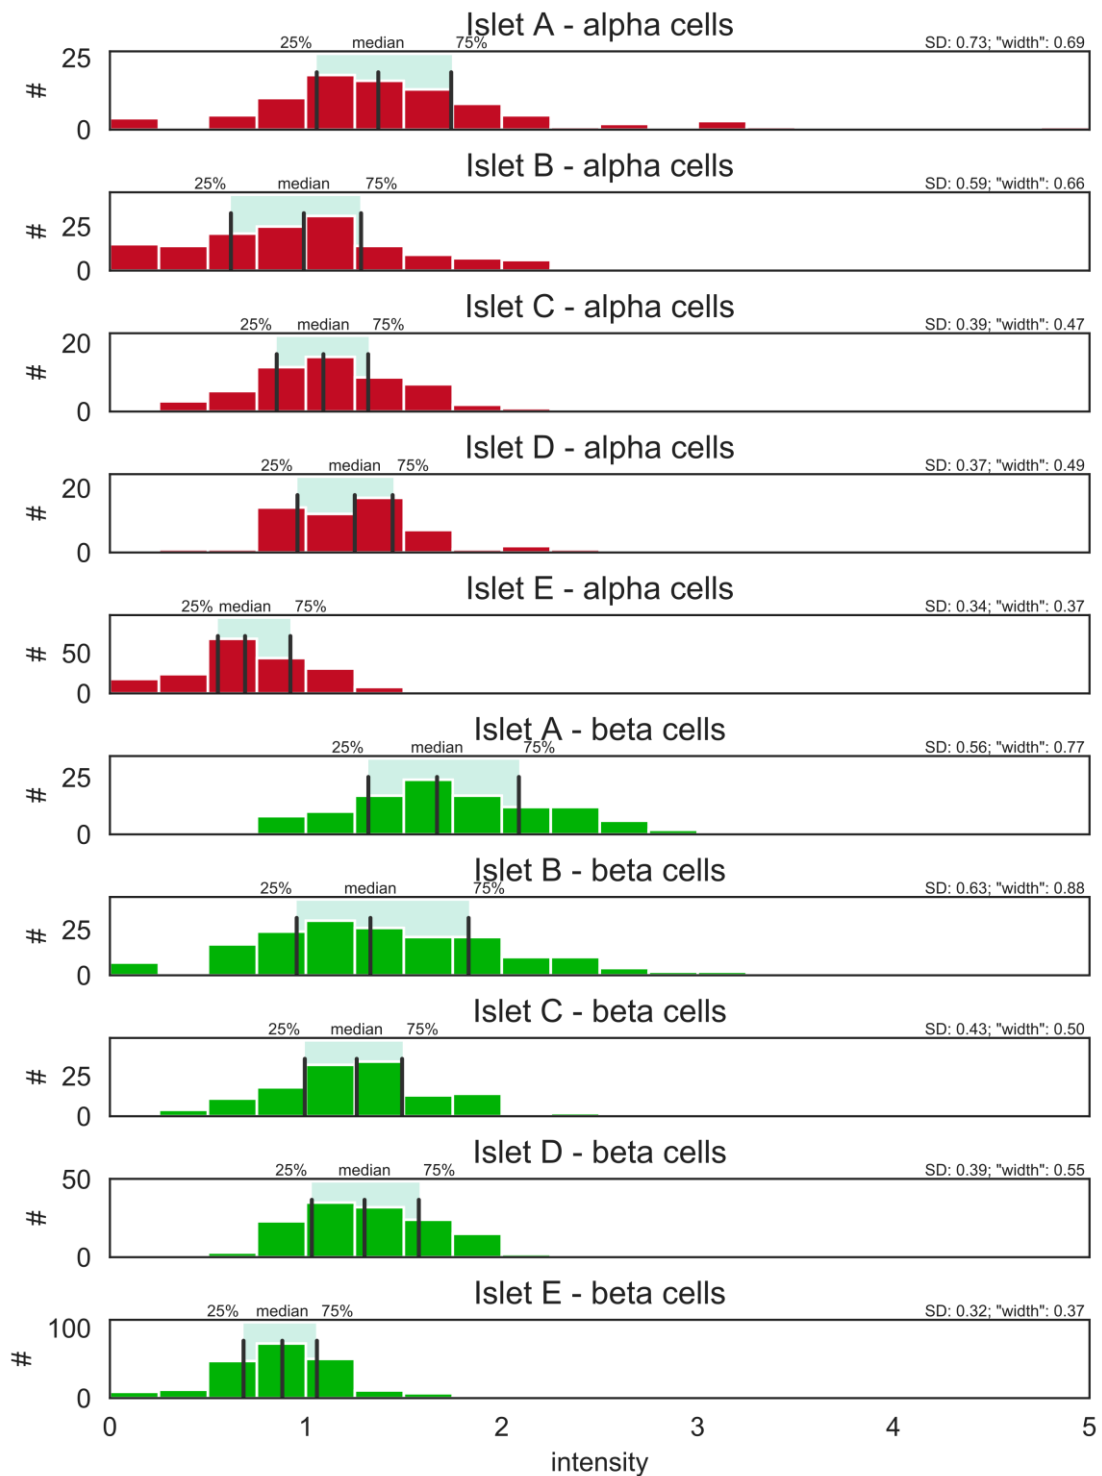 Islet A - alpha cells
25% median 75% SD: 0.73; "width": 0.69
25
#
0
Islet B - alpha cells
25% median 75% SD: 0.59; "width": 0.66
25
#
0
Islet C - alpha cells
25% median 75% SD: 0.39; "width": 0.47
20
#
0
Islet D - alpha cells
25% median 75% SD: 0.37; "width": 0.49
20
#
0
Islet E - alpha cells
25% median 75% SD: 0.34; "width": 0.37
50
#
0
Islet A - beta cells
25% median 75% SD: 0.56; "width": 0.77
25
#
0
Islet B - beta cells
25% median 75% SD: 0.63; "width": 0.88
25
#
0
Islet C - beta cells
25% median 75% SD: 0.43; "width": 0.50
25
#
0
Islet D - beta cells
25% median 75% SD: 0.39; "width": 0.55
50
#
0
Islet E - beta cells
25% median 75% SD: 0.32; "width": 0.37
100
#
0
0 1 2 3 4 5
intensity